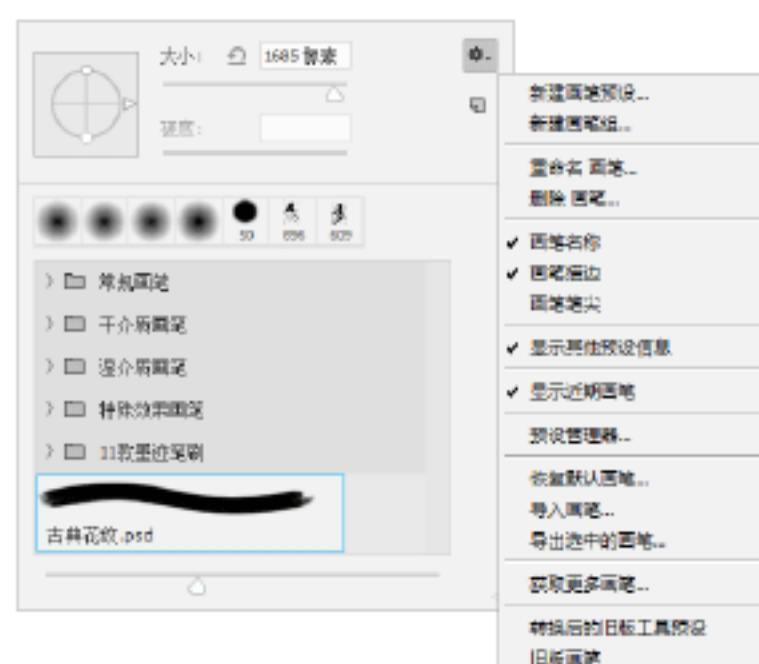 大小:
1685 像素
硬度:
50
696
609
常规画笔
干介质画笔
湿介质画笔
特殊效果画笔
11款墨迹笔刷
古典花纹.psd
新建画笔预设...
新建画笔组...
重命名 画笔...
删除 画笔...
画笔名称
画笔描边
画笔笔尖
显示其他预设信息
显示近期画笔
预设管理器...
恢复默认画笔...
导入画笔...
导出选中的画笔...
获取更多画笔...
转换后的旧版工具预设
旧版画笔